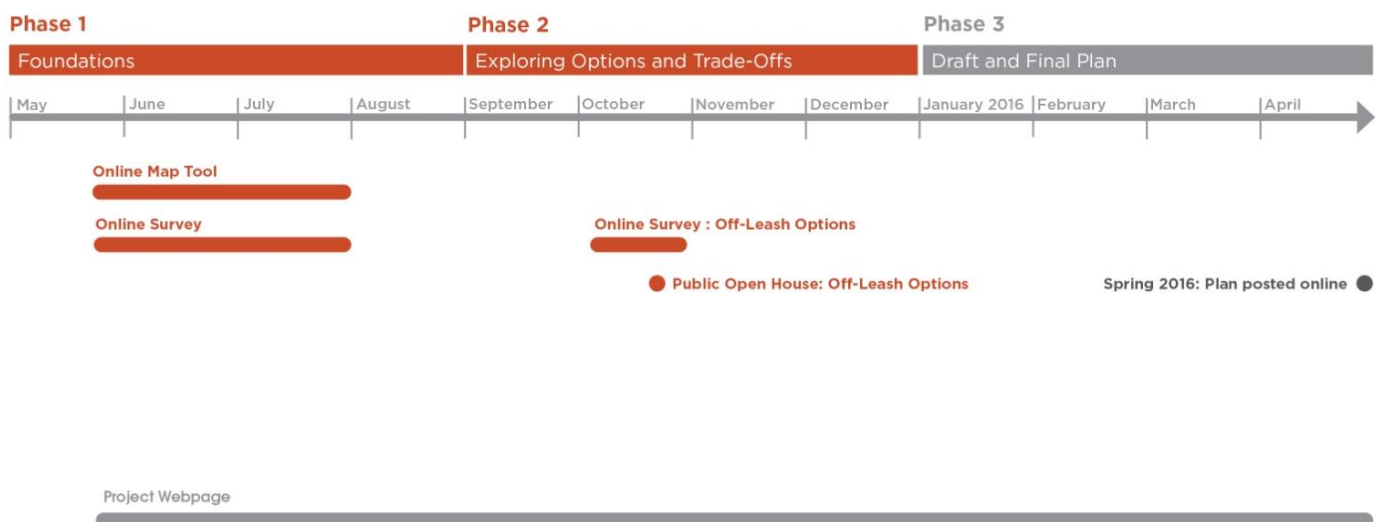 Phase 1 Phase 2 Phase 3
Foundations Exploring Options and Trade-Offs Draft and Final Plan
May June July August September October November December January 2016 February March April
Online Map Tool
Online Survey Online Survey : Off-Leash Options
Public Open House: Off-Leash Options Spring 2016: Plan posted online
Project Webpage